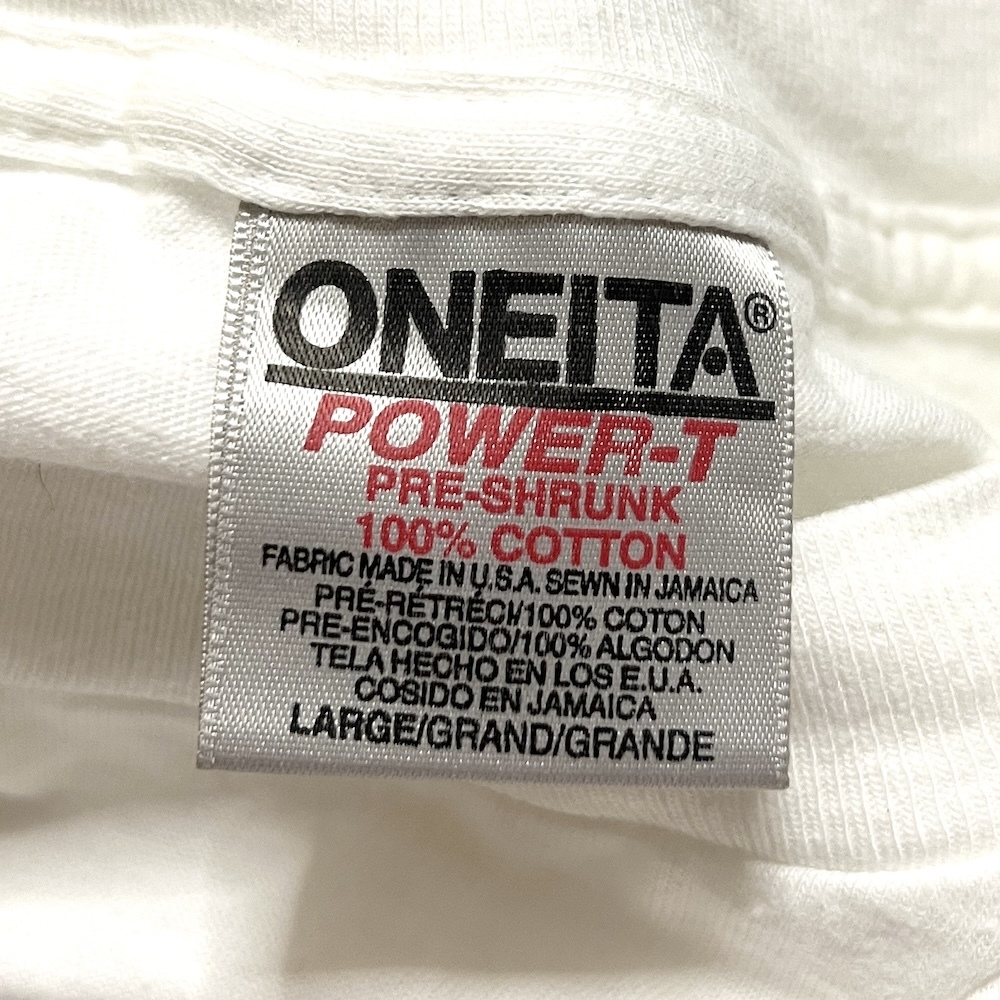 ONEITA®
POWER-T
PRE-SHRUNK
100% COTTON
FABRIC MADE IN U.S.A. SEWN IN JAMAICA
PRÉ-RÉTRÉCI/100% COTON
PRE-ENCOGIDO/100% ALGODON
TELA HECHO EN LOS E.U.A.
COSIDO EN JAMAICA
LARGE/GRAND/GRANDE